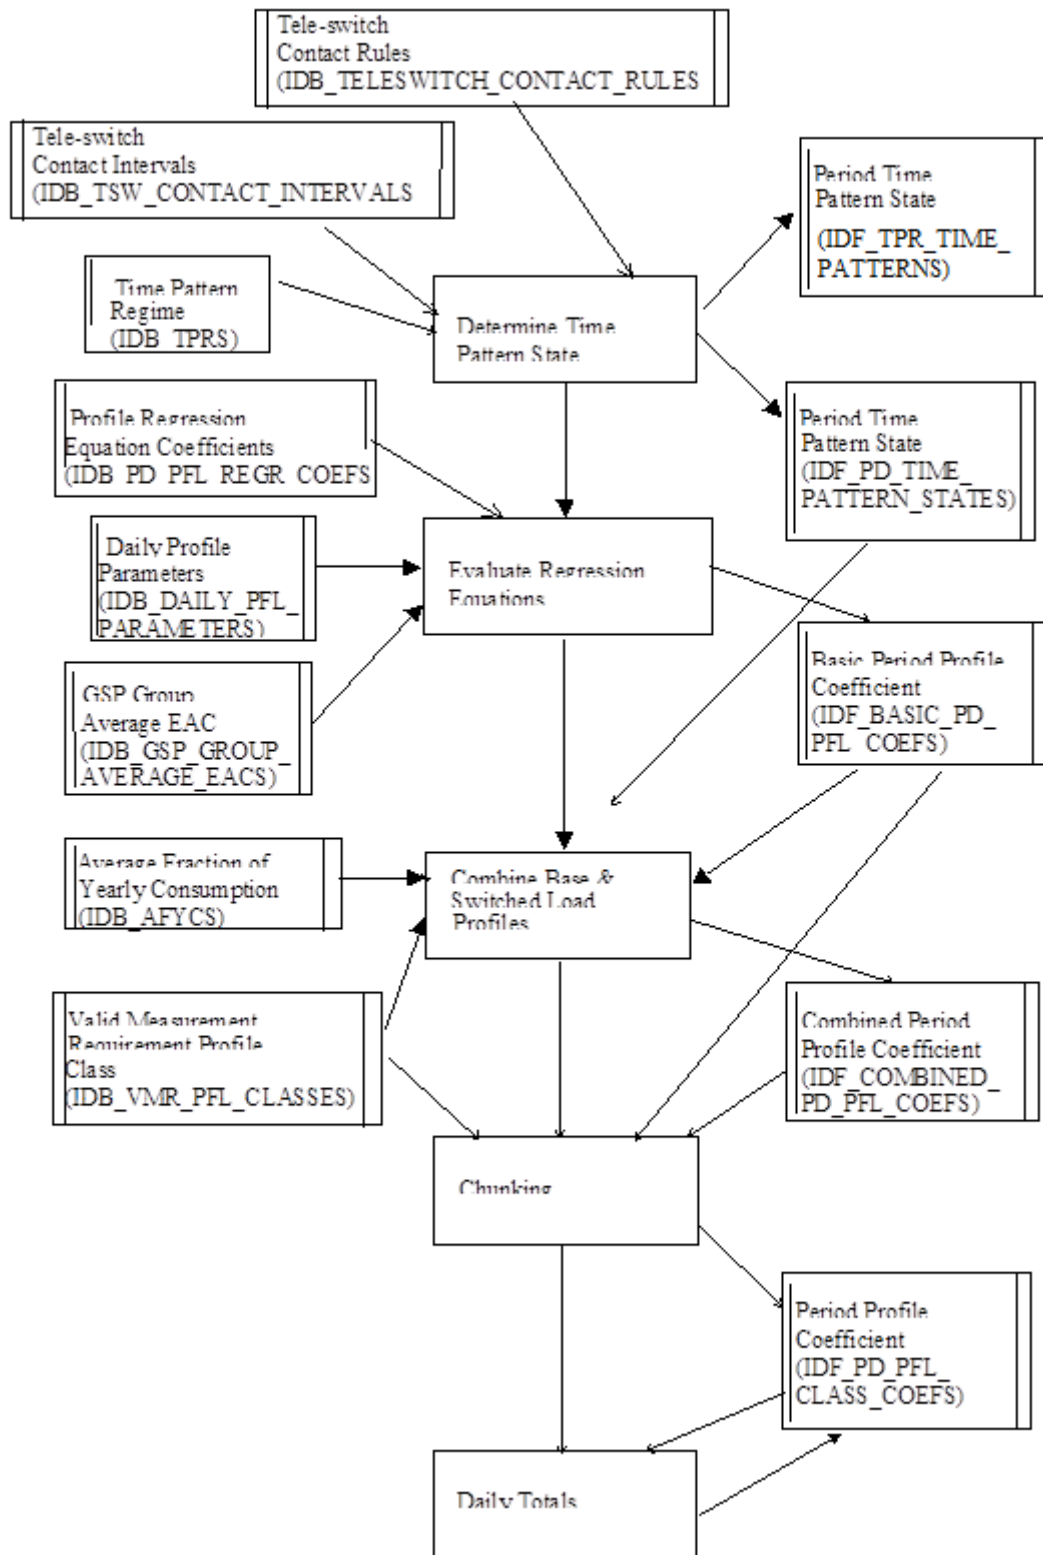 Tele-switch
Contact Rules
(IDB_TELESWITCH_CONTACT_RULES
Tele-switch
Contact Intervals
(IDB_TSW_CONTACT_INTERVALS
Period Time
Pattern State
(IDF_TPR_TIME_
PATTERNS)
Time Pattern
Regime
(IDB_TPRS)
Determine Time
Pattern State
Profile Regression
Equation Coefficients
(IDB_PD_PFL_REGR_COEFS
Period Time
Pattern State
(IDF_PD_TIME_
PATTERN_STATES)
Daily Profile
Parameters
(IDB_DAILY_PFL_
PARAMETERS)
Evaluate Regression
Equations
Basic Period Profile
Coefficient
(IDF_BASIC_PD_
PFL_COEFS)
GSP Group
Average EAC
(IDB_GSP_GROUP_
AVERAGE_EACS)
Average Fraction of
Yearly Consumption
(IDB_AFYCS)
Combine Base &
Switched Load
Profiles
Valid Measurement
Requirement Profile
Class
(IDB_VMR_PFL_CLASSES)
Combined Period
Profile Coefficient
(IDF_COMBINED_
PD_PFL_COEFS)
Chunking
Period Profile
Coefficient
(IDF_PD_PFL_
CLASS_COEFS)
Daily Totals